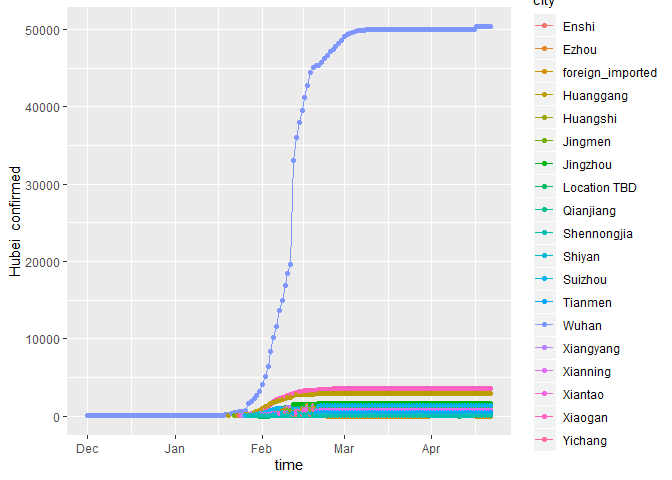 City
50000
40000
30000
20000
10000
0
Hubei confirmed
Dec
Jan
Feb
Mar
Apr
time
Enshi
Ezhou
foreign_imported
Huanggang
Huangshi
Jingmen
Jingzhou
Location TBD
Qianjiang
Shennongjia
Shiyan
Suizhou
Tianmen
Wuhan
Xiangyang
Xianning
Xiantao
Xiaogan
Yichang